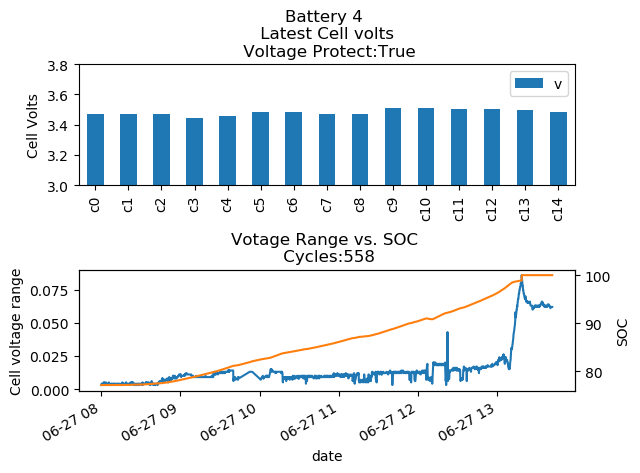 Battery 4
Latest Cell volts
Voltage Protect:True
3.8
3.6
3.4
3.2
3.0
Cell Volts
v
c0 c1 c2 c3 c4 c5 c6 c7 c8 c9 c10 c11 c12 c13 c14
Votage Range vs. SOC
Cycles:558
0.075
0.050
0.025
0.000
Cell voltage range
100
90
80
SOC
06-27 08 06-27 09 06-27 10 06-27 11 06-27 12 06-27 13
date